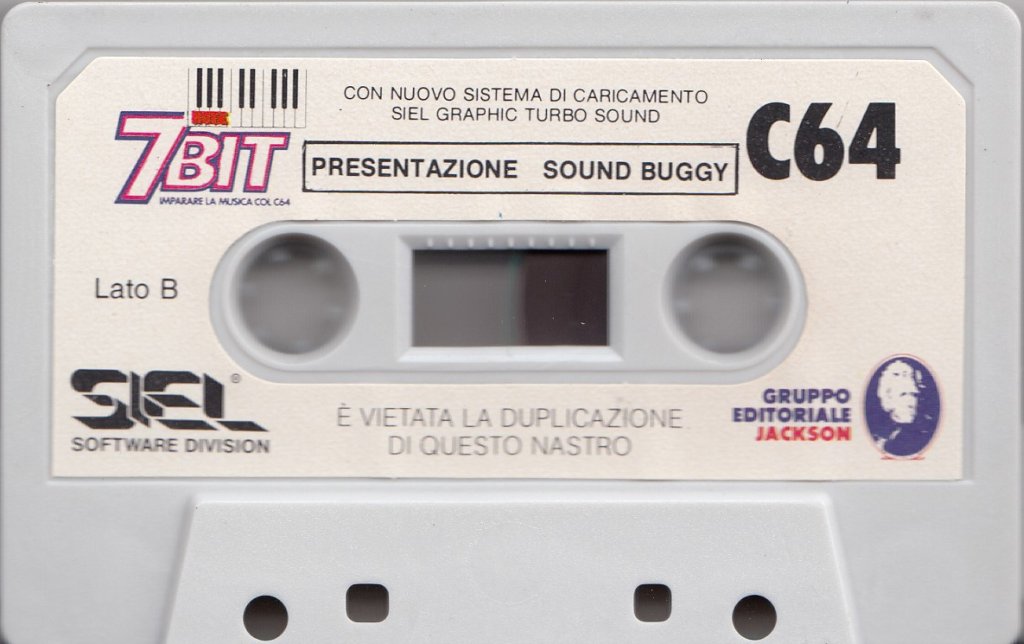 CON NUOVO SISTEMA DI CARICAMENTO
SIEL GRAPHIC TURBO SOUND
7BIT
IMPARARE LA MUSICA COL C64
PRESENTAZIONE SOUND BUGGY
C64
Lato B
SIEL®
SOFTWARE DIVISION
È VIETATA LA DUPLICAZIONE
DI QUESTO NASTRO
GRUPPO
EDITORIALE
JACKSON